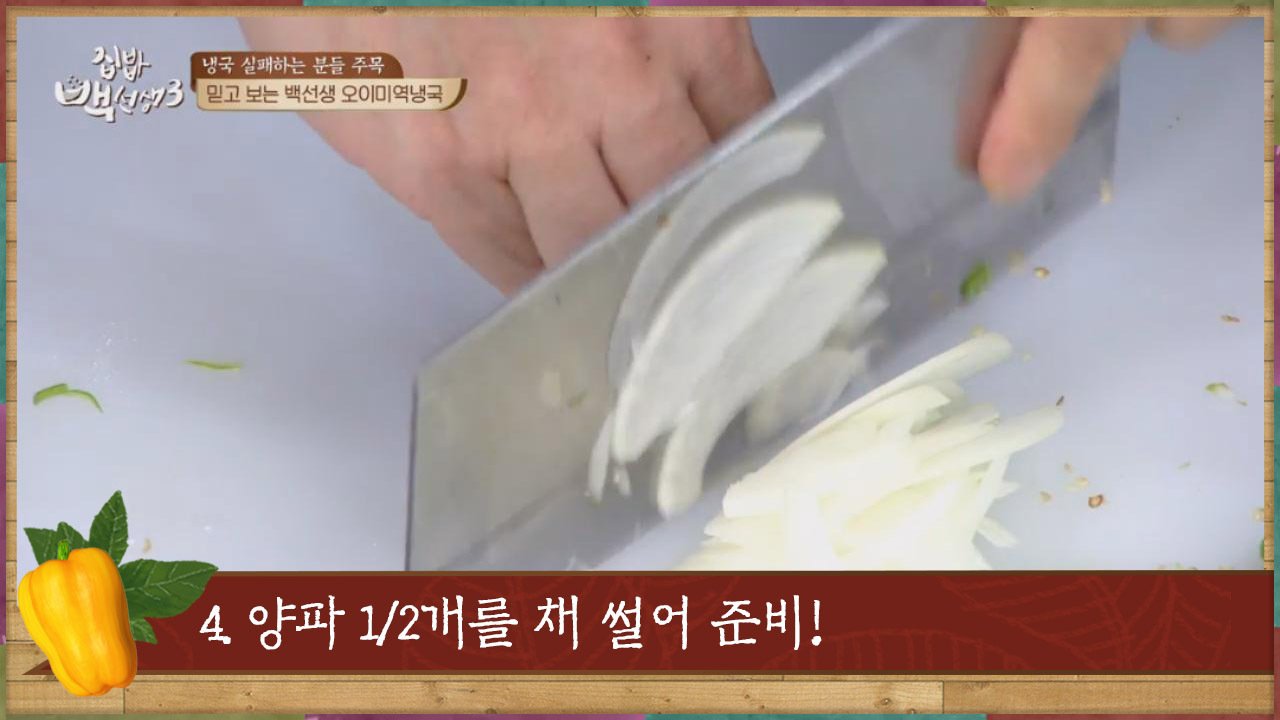 집밥
백선생3
냉국 실패하는 분들 주목
믿고 보는 백선생 오이미역냉국
4. 양파 1/2개를 채 썰어 준비!